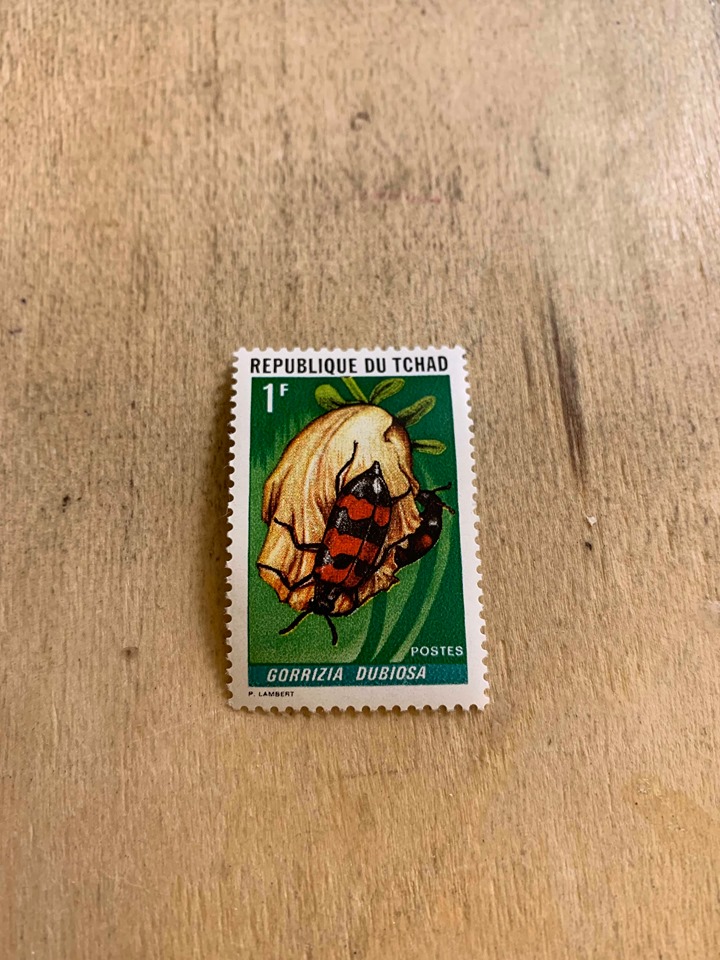 REPUBLIQUE DU TCHAD
1F
POSTES
GORRIZIA DUBIOSA
P. LAMBERT